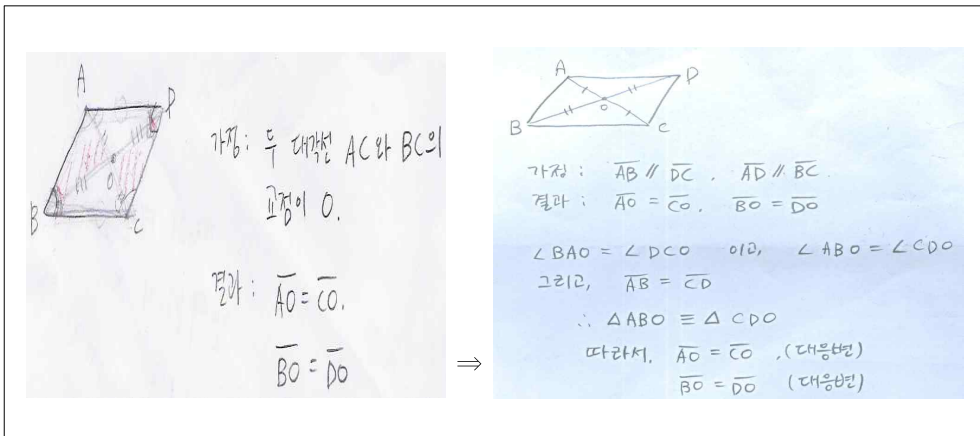 A
D
B
O
C
가정: 두 대각선 AC와 BC의
교점이 O.
결과: AO = CO.
BO = DO
⇒
A
D
B
O
C
가정: AB // DC, AD // BC.
결과: AO = CO. BO = DO
∠BAO = ∠DCO 이고, ∠ABO = ∠CDO
그리고, AB = CD
∴ △ABO ≡ △CDO
따라서, AO = CO, (대응변)
BO = DO (대응변)